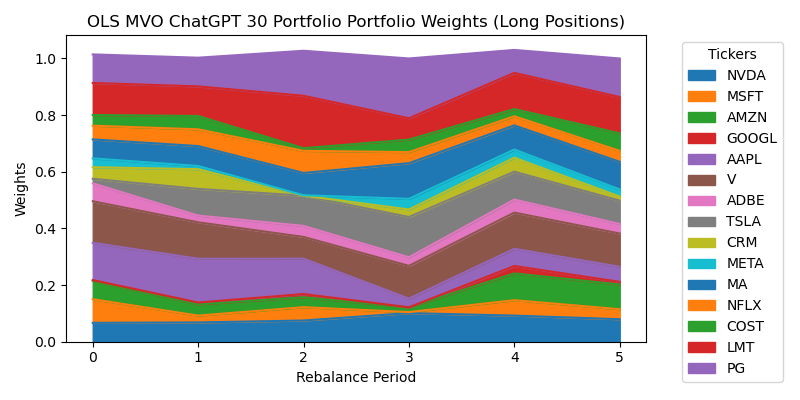 OLS MVO ChatGPT 30 Portfolio Portfolio Weights (Long Positions)
Weights
1.0
0.8
0.6
0.4
0.2
0.0
0 1 2 3 4 5
Rebalance Period
Tickers
NVDA
MSFT
AMZN
GOOGL
AAPL
V
ADBE
TSLA
CRM
META
MA
NFLX
COST
LMT
PG